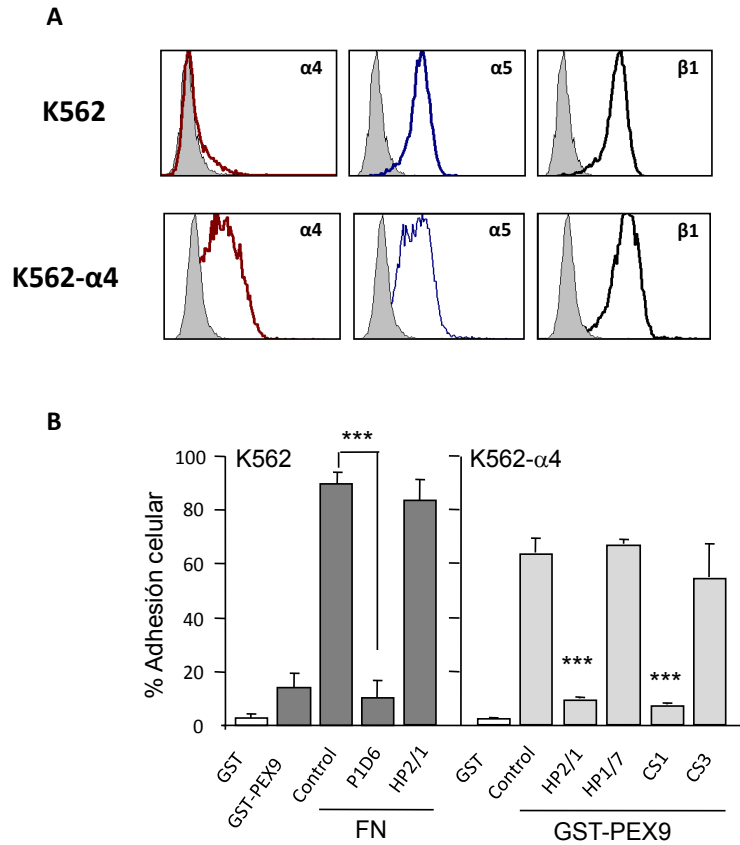 A
K562
α4
α5
β1
K562-α4
α4
α5
β1
B
% Adhesión celular
100
80
60
40
20
0
K562
***
K562-α4
***
***
GST
GST-PEX9
Control
P1D6
HP2/1
FN
GST
Control
HP2/1
HP1/7
CS1
CS3
GST-PEX9